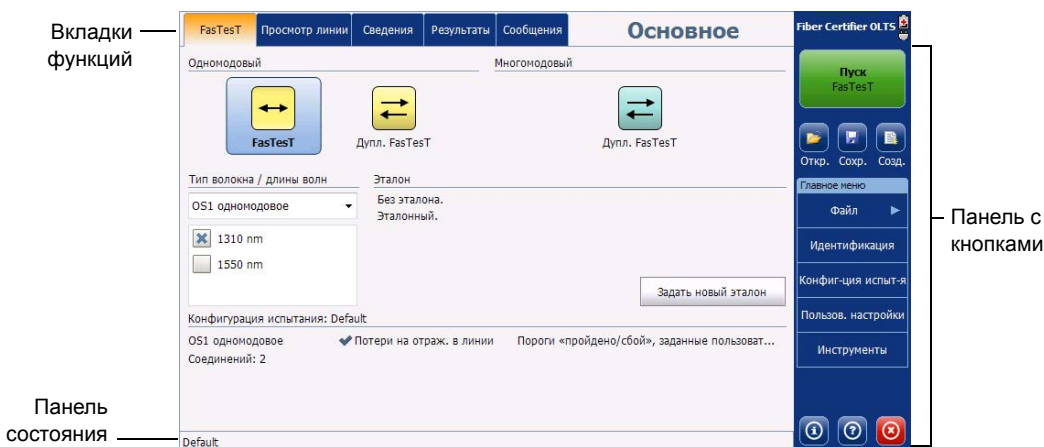 Вкладки функций
FasTesT Просмотр линии Сведения Результаты Сообщения Основное
Fiber Certifier OLTS
Одномодовый Многомодовый
FasTesT Дупл. FasTesT Дупл. FasTesT
Тип волокна / длины волн Эталон
OS1 одномодовое
Без эталона.
Эталонный.
1310 nm
1550 nm
Задать новый эталон
Конфигурация испытания: Default
OS1 одномодовое Потери на отраж. в линии Пороги «пройдено/сбой», заданные пользоват...
Соединений: 2
Default
Пуск
FasTesT
Откр. Сохр. Созд.
Главное меню
Файл
Идентификация
Конфиг-ция испыт-я
Пользов. настройки
Инструменты
Панель с кнопками
Панель состояния